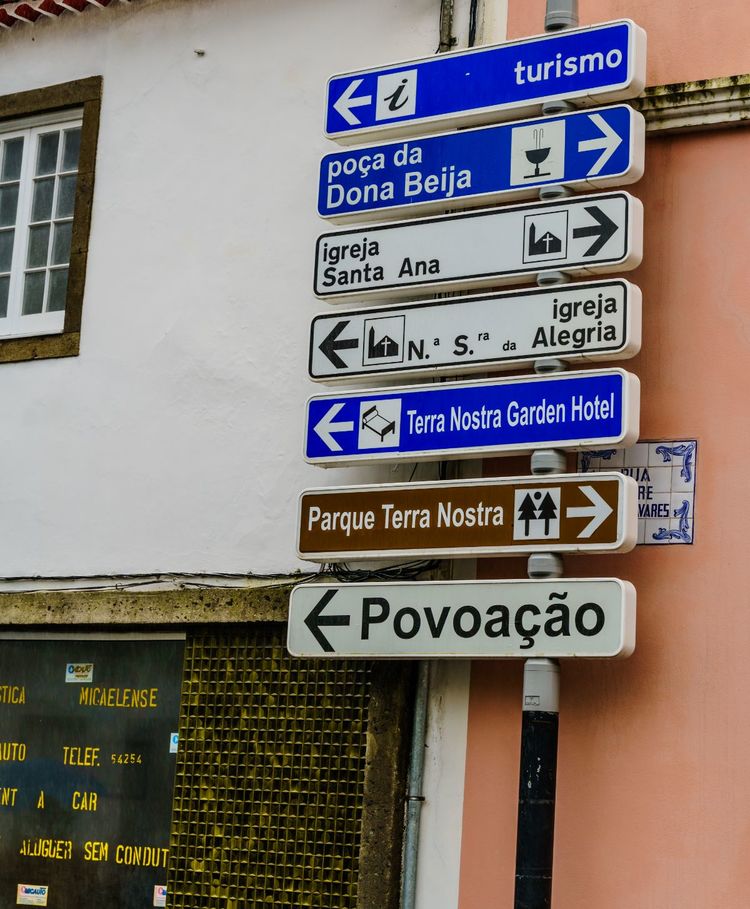 i turismo
poça da
Dona Beija
igreja
Santa Ana
igreja
N.ª S.ra da Alegria
Terra Nostra Garden Hotel
Parque Terra Nostra
Povoação
MICAELENSE
TELEF. 54254
A CAR
ALUGUER SEM CONDUT